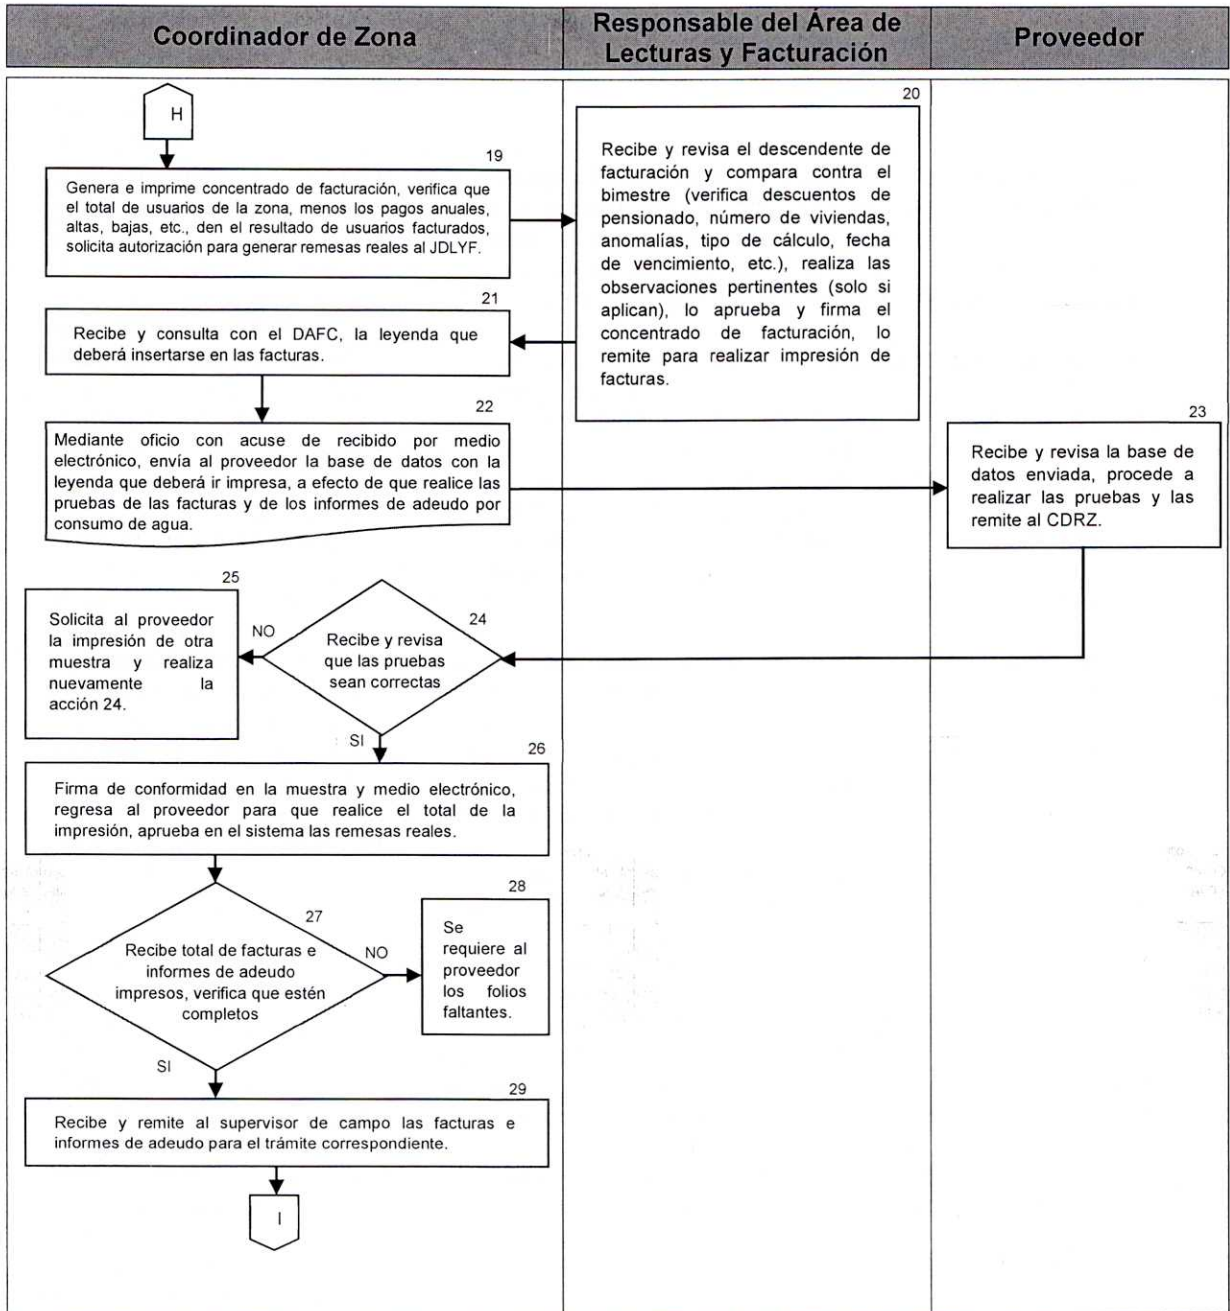 Coordinador de Zona
Responsable del Área de
Lecturas y Facturación
Proveedor
H
19
Genera e imprime concentrado de facturación, verifica que
el total de usuarios de la zona, menos los pagos anuales,
altas, bajas, etc., den el resultado de usuarios facturados,
solicita autorización para generar remesas reales al JDLYF.
20
Recibe y revisa el descendente de
facturación y compara contra el
bimestre (verifica descuentos de
pensionado, número de viviendas,
anomalías, tipo de cálculo, fecha
de vencimiento, etc.), realiza las
observaciones pertinentes (solo si
aplican), lo aprueba y firma el
concentrado de facturación, lo
remite para realizar impresión de
facturas.
21
Recibe y consulta con el DAFC, la leyenda que
deberá insertarse en las facturas.
22
Mediante oficio con acuse de recibido por medio
electrónico, envía al proveedor la base de datos con la
leyenda que deberá ir impresa, a efecto de que realice las
pruebas de las facturas y de los informes de adeudo por
consumo de agua.
23
Recibe y revisa la base de
datos enviada, procede a
realizar las pruebas y las
remite al CDRZ.
24
Recibe y revisa
que las pruebas
sean correctas
NO
25
Solicita al proveedor
la impresión de otra
muestra y realiza
nuevamente la
acción 24.
SI
26
Firma de conformidad en la muestra y medio electrónico,
regresa al proveedor para que realice el total de la
impresión, aprueba en el sistema las remesas reales.
27
Recibe total de facturas e
informes de adeudo
impresos, verifica que estén
completos
NO
28
Se
requiere al
proveedor
los folios
faltantes.
SI
29
Recibe y remite al supervisor de campo las facturas e
informes de adeudo para el trámite correspondiente.
I